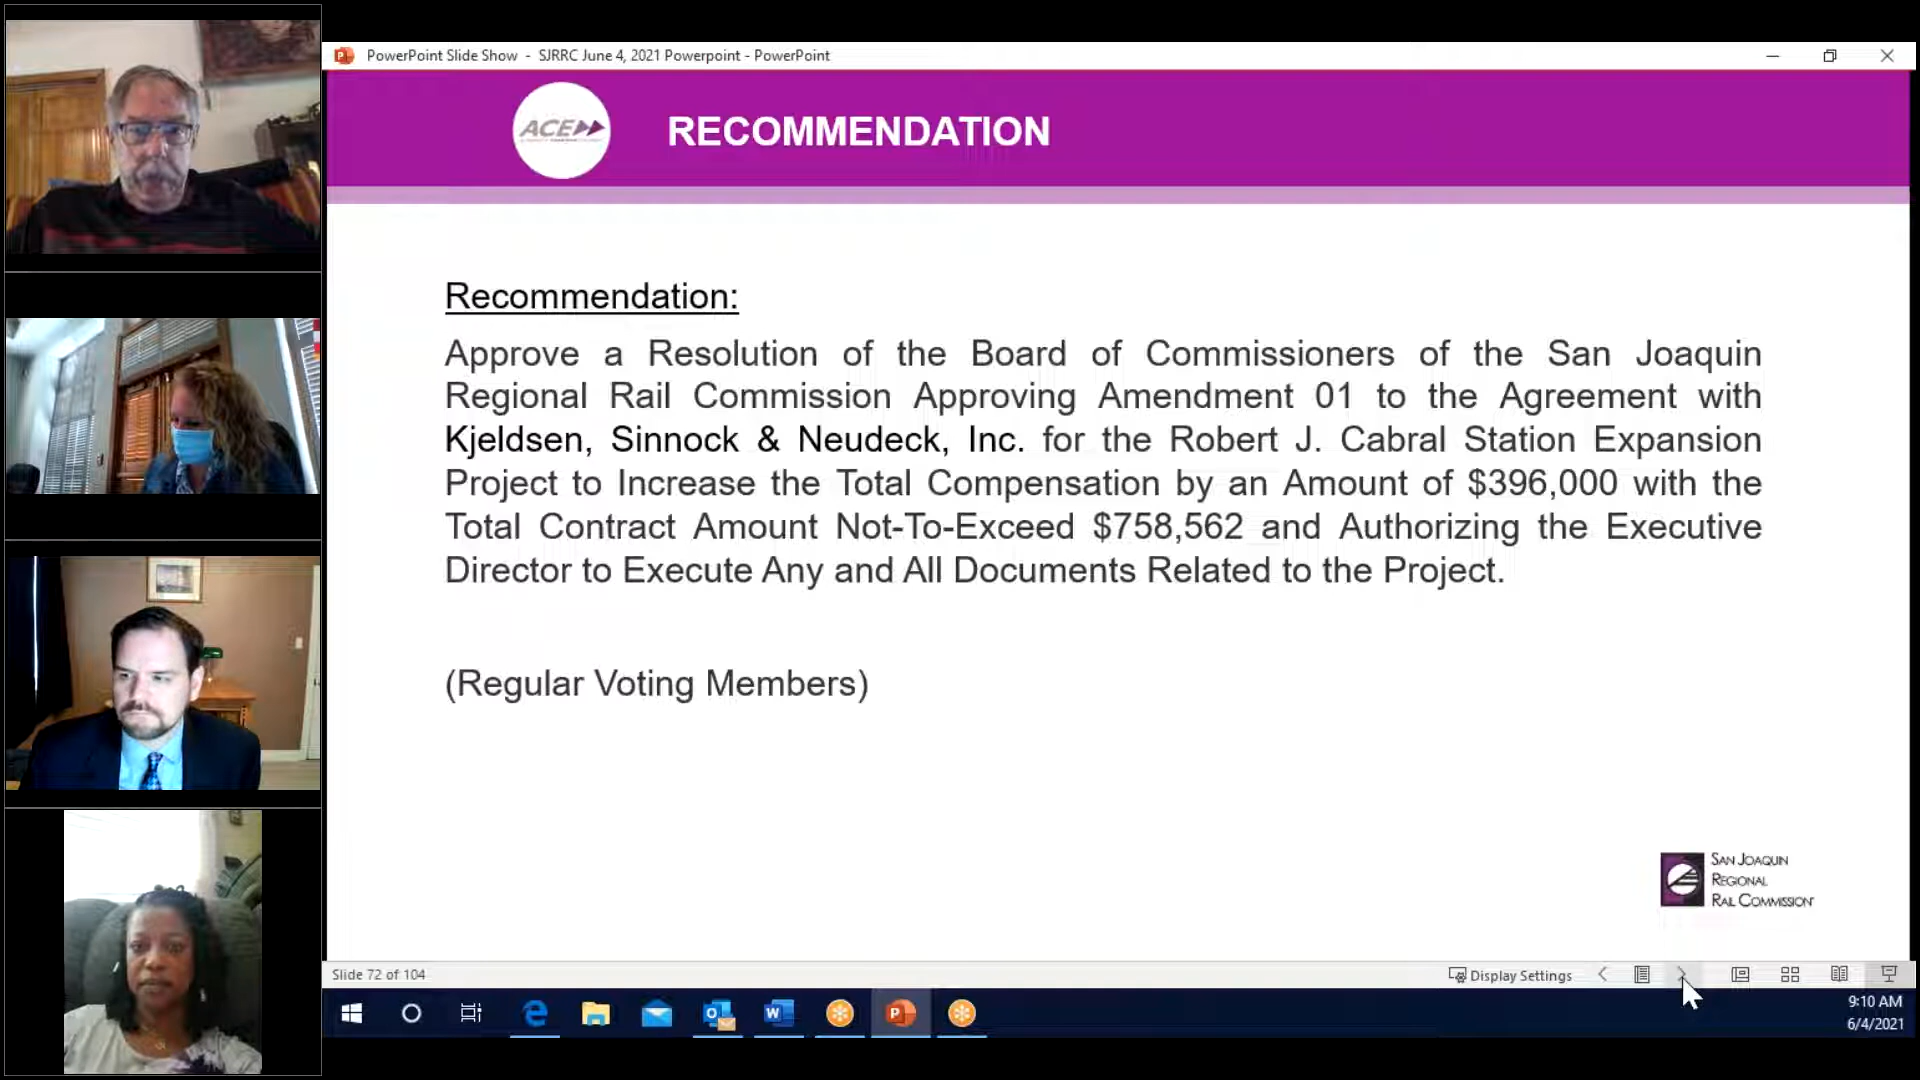 PowerPoint Slide Show - SJRRC June 4, 2021 Powerpoint - PowerPoint
ACE
RECOMMENDATION
Recommendation:
Approve a Resolution of the Board of Commissioners of the San Joaquin
Regional Rail Commission Approving Amendment 01 to the Agreement with
Kjeldsen, Sinnock & Neudeck, Inc. for the Robert J. Cabral Station Expansion
Project to Increase the Total Compensation by an Amount of $396,000 with the
Total Contract Amount Not-To-Exceed $758,562 and Authorizing the Executive
Director to Execute Any and All Documents Related to the Project.
(Regular Voting Members)
San Joaquin
Regional
Rail Commission
Slide 72 of 104
Display Settings
9:10 AM
6/4/2021